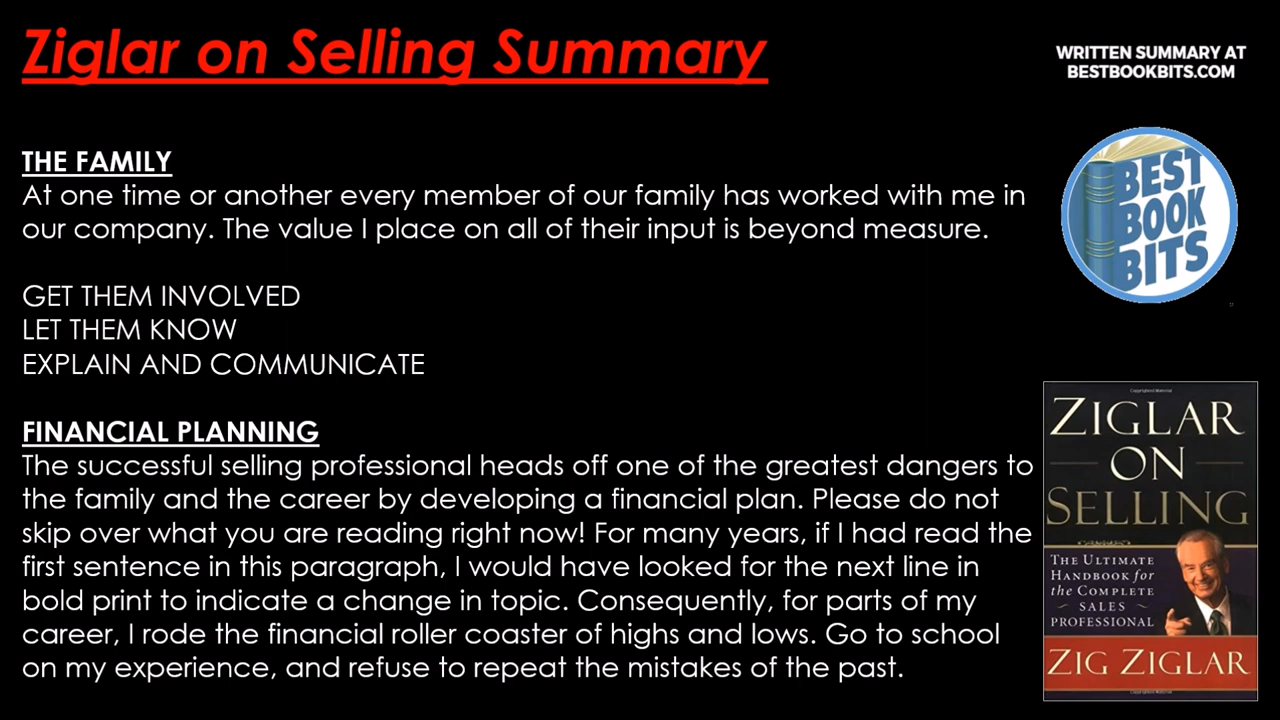 Ziglar on Selling Summary
WRITTEN SUMMARY AT
BESTBOOKBITS.COM
THE FAMILY
At one time or another every member of our family has worked with me in
our company. The value I place on all of their input is beyond measure.
GET THEM INVOLVED
LET THEM KNOW
EXPLAIN AND COMMUNICATE
FINANCIAL PLANNING
The successful selling professional heads off one of the greatest dangers to
the family and the career by developing a financial plan. Please do not
skip over what you are reading right now! For many years, if I had read the
first sentence in this paragraph, I would have looked for the next line in
bold print to indicate a change in topic. Consequently, for parts of my
career, I rode the financial roller coaster of highs and lows. Go to school
on my experience, and refuse to repeat the mistakes of the past.
BEST
BOOK
BITS
Copyrighted Material
ZIGLAR
ON
SELLING
THE ULTIMATE
HANDBOOK for
the COMPLETE
SALES
PROFESSIONAL
ZIG ZIGLAR
Copyrighted Material